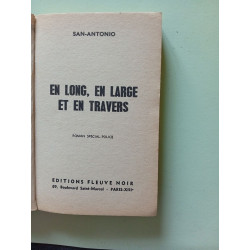 SAN-ANTONIO
EN LONG, EN LARGE
ET EN TRAVERS
ROMAN SPÉCIAL-POLICE
EDITIONS FLEUVE NOIR
69, Boulevard Saint-Marcel - PARIS-XIIIe